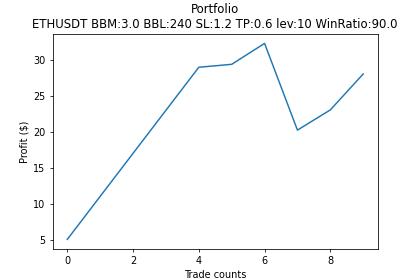 Portfolio
ETHUSDT BBM:3.0 BBL:240 SL:1.2 TP:0.6 lev:10 WinRatio:90.0
Profit ($)
30
25
20
15
10
5
0
2
4
6
8
Trade counts